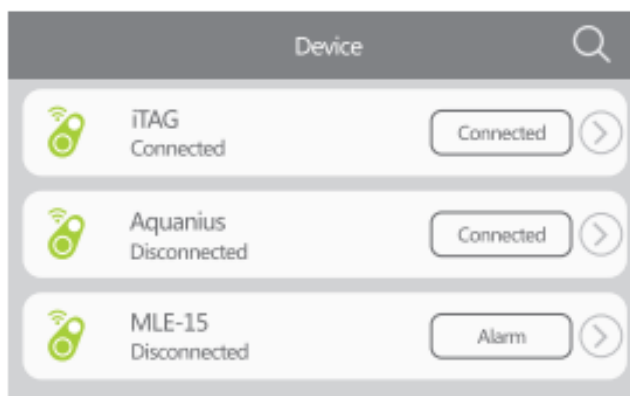 Device
iTAG
Connected
Connected
Aquanius
Disconnected
Connected
MLE-15
Disconnected
Alarm